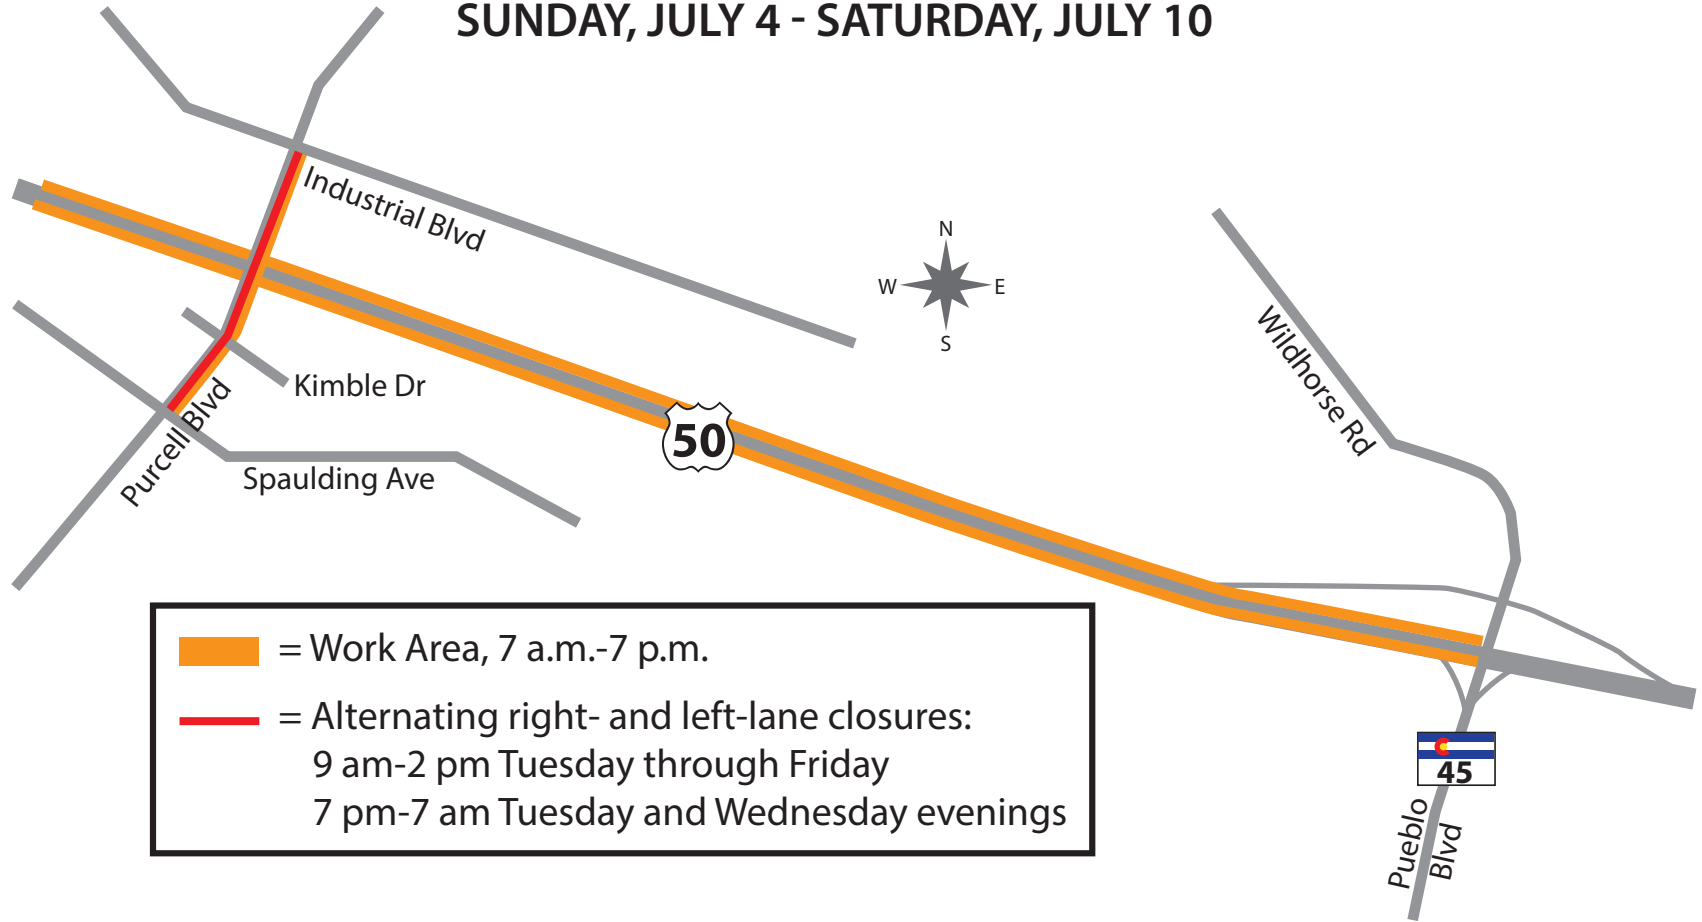 SUNDAY, JULY 4 - SATURDAY, JULY 10
Industrial Blvd
N
W
E
S
Wildhorse Rd
Kimble Dr
Purcell Blvd
50
Spaulding Ave
= Work Area, 7 a.m.-7 p.m.
= Alternating right- and left-lane closures:
9 am-2 pm Tuesday through Friday
7 pm-7 am Tuesday and Wednesday evenings
45
Pueblo
Blvd